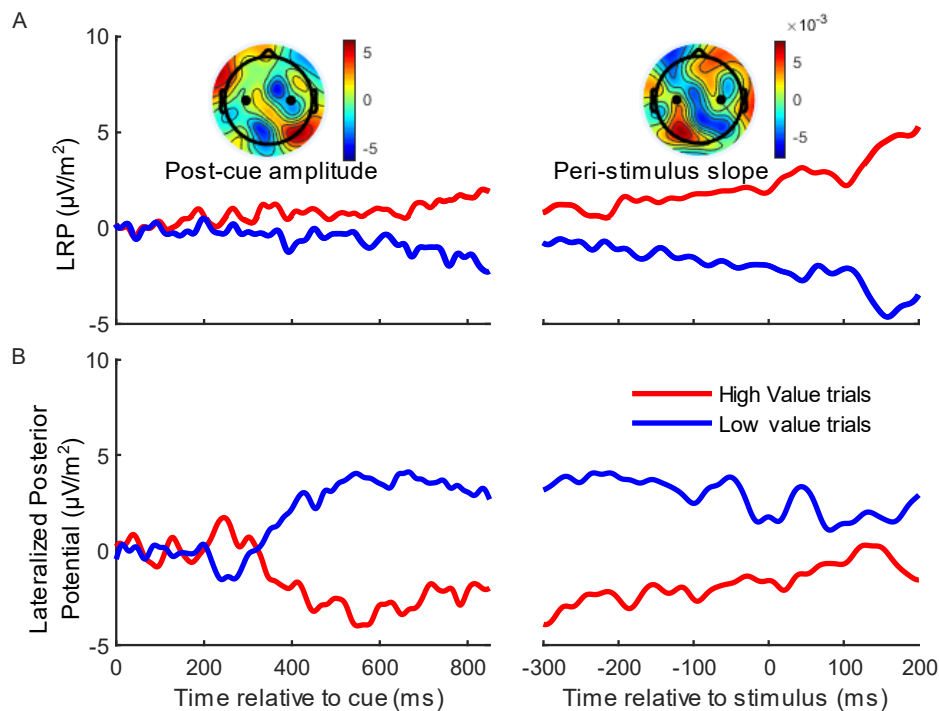 A
10
5
0
-5
LRP (µV/m²)
5
0
-5
Post-cue amplitude
×10⁻³
5
0
-5
Peri-stimulus slope
B
10
5
0
-5
Lateralized Posterior
Potential (µV/m²)
High Value trials
Low value trials
0 200 400 600 800
Time relative to cue (ms)
-300 -200 -100 0 100 200
Time relative to stimulus (ms)